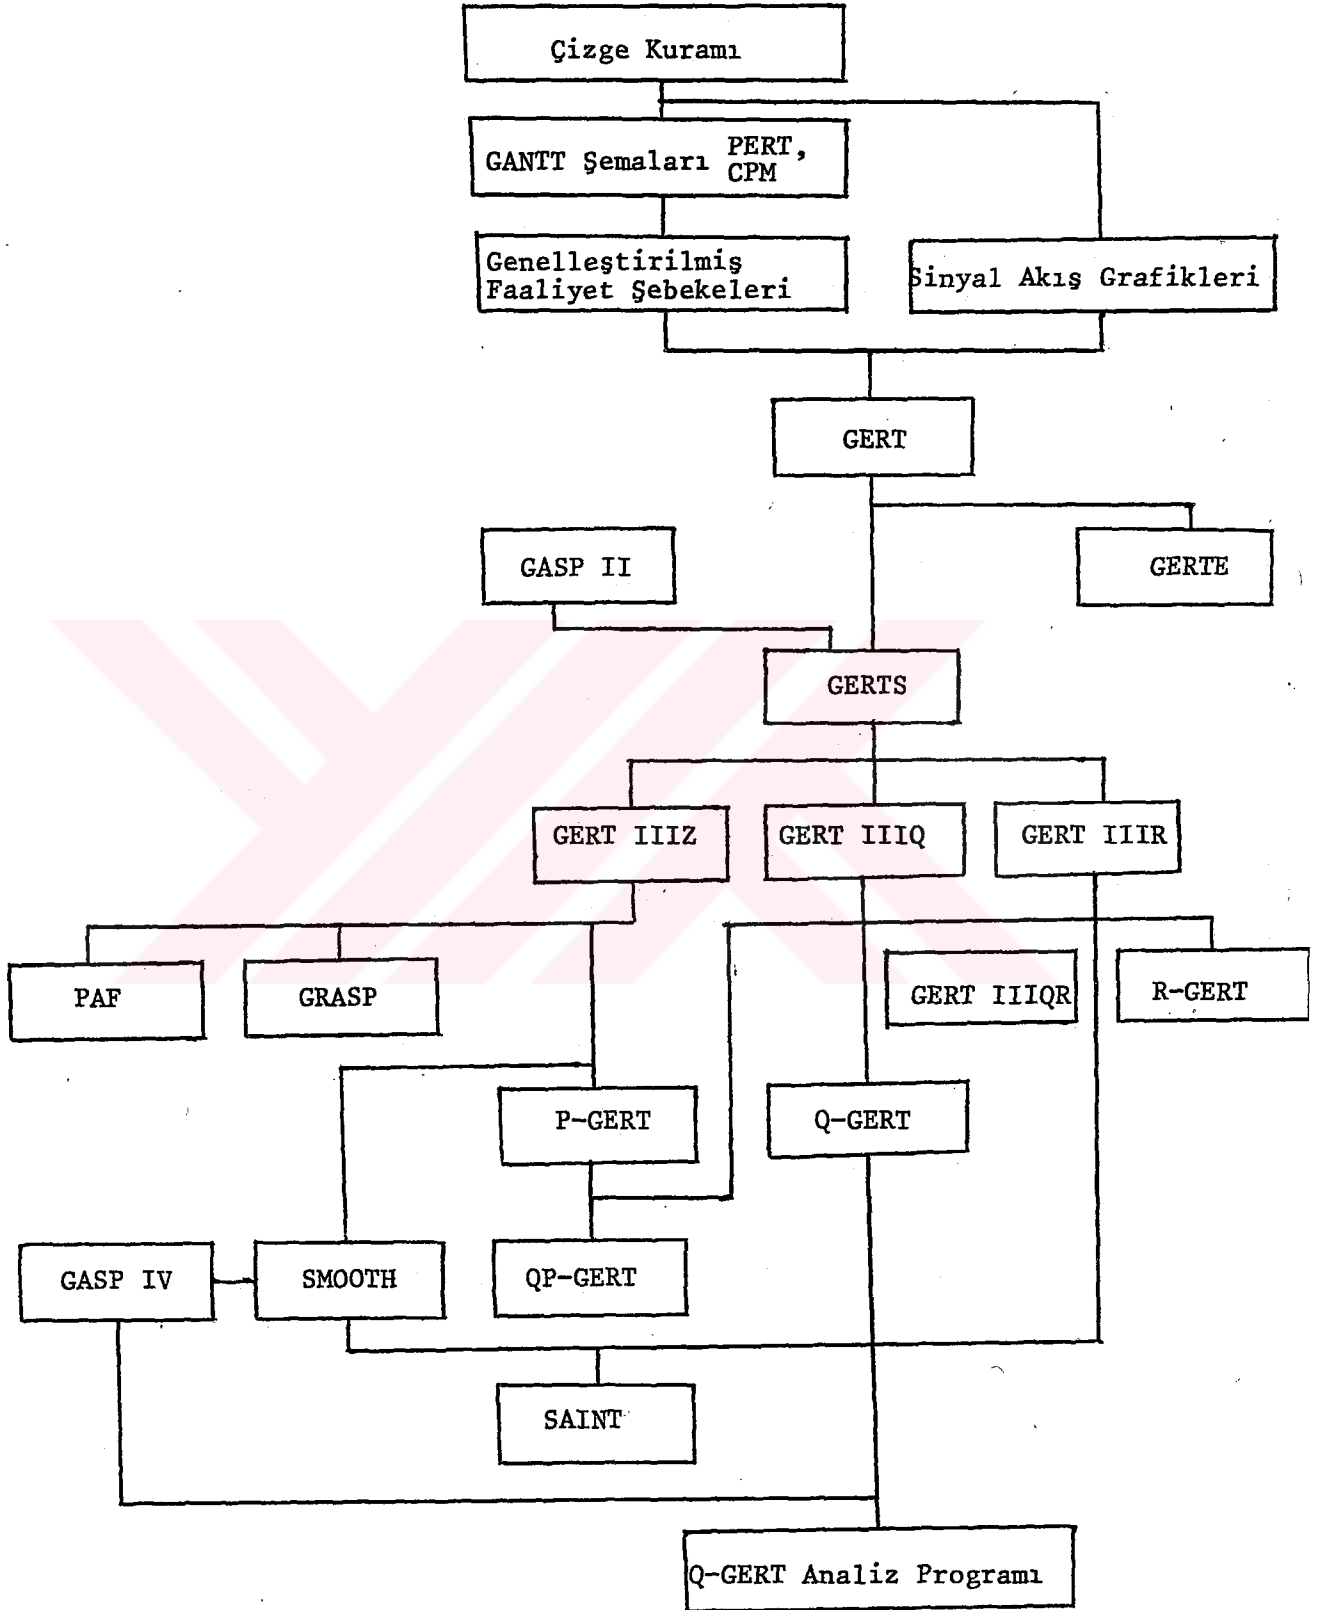 Çizge Kuramı
GANTT Şemaları PERT,
CPM
Genelleştirilmiş
Faaliyet Şebekeleri
Sinyal Akış Grafikleri
GERT
GASP II
GERTE
GERTS
GERT IIIZ
GERT IIIQ
GERT IIIR
PAF
GRASP
GERT IIIQR
R-GERT
P-GERT
Q-GERT
GASP IV
SMOOTH
QP-GERT
SAINT
Q-GERT Analiz Programı